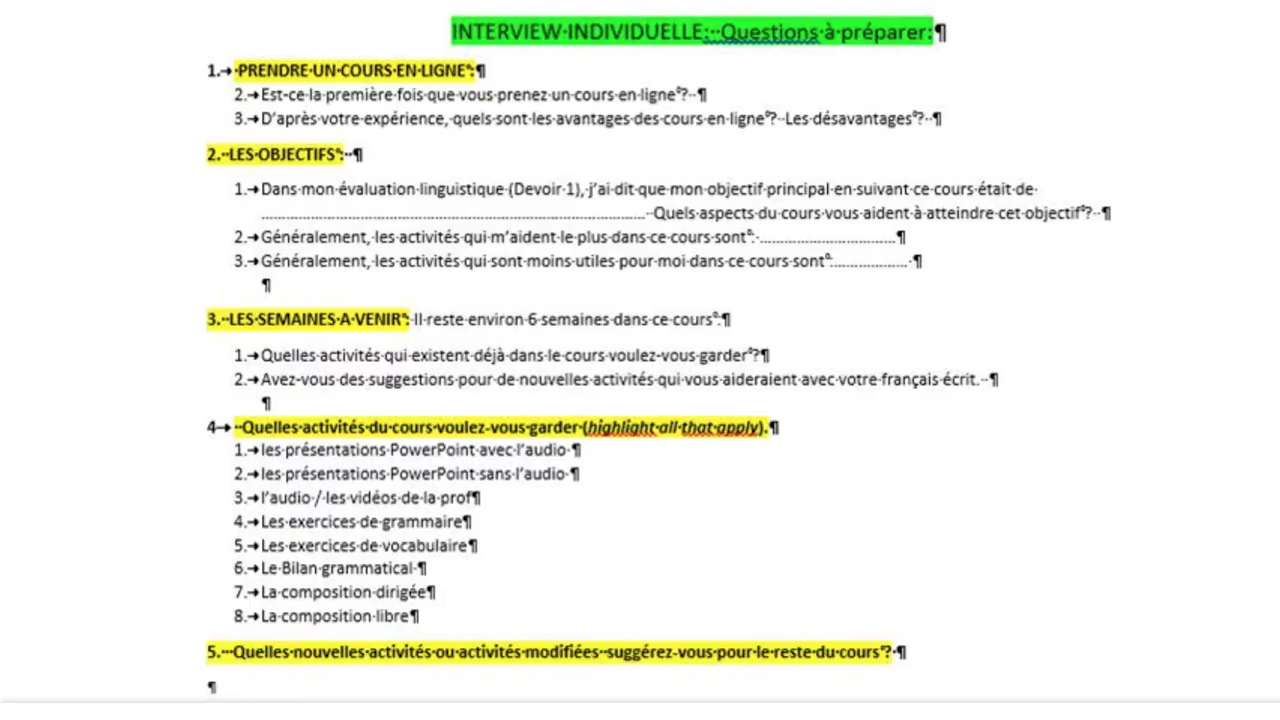 INTERVIEW INDIVIDUELLE: Questions à préparer:
1. PRENDRE UN COURS EN LIGNE :
2. Est-ce la première fois que vous prenez un cours en ligne ?
3. D'après votre expérience, quels sont les avantages des cours en ligne ? Les désavantages ?
2. LES OBJECTIFS :
1. Dans mon évaluation linguistique (Devoir 1), j'ai dit que mon objectif principal en suivant ce cours était de
........................................................................................ Quels aspects du cours vous aident à atteindre cet objectif ?
2. Généralement, les activités qui m'aident le plus dans ce cours sont : ................................
3. Généralement, les activités qui sont moins utiles pour moi dans ce cours sont ..................
3. LES SEMAINES A VENIR : Il reste environ 6 semaines dans ce cours :
1. Quelles activités qui existent déjà dans le cours voulez-vous garder ?
2. Avez-vous des suggestions pour de nouvelles activités qui vous aideraient avec votre français écrit.
4 Quelles activités du cours voulez-vous garder (highlight all that apply).
1. les présentations PowerPoint avec l'audio
2. les présentations PowerPoint sans l'audio
3. l'audio / les vidéos de la prof
4. Les exercices de grammaire
5. Les exercices de vocabulaire
6. Le Bilan grammatical
7. La composition dirigée
8. La composition libre
5. Quelles nouvelles activités ou activités modifiées suggérez-vous pour le reste du cours ?